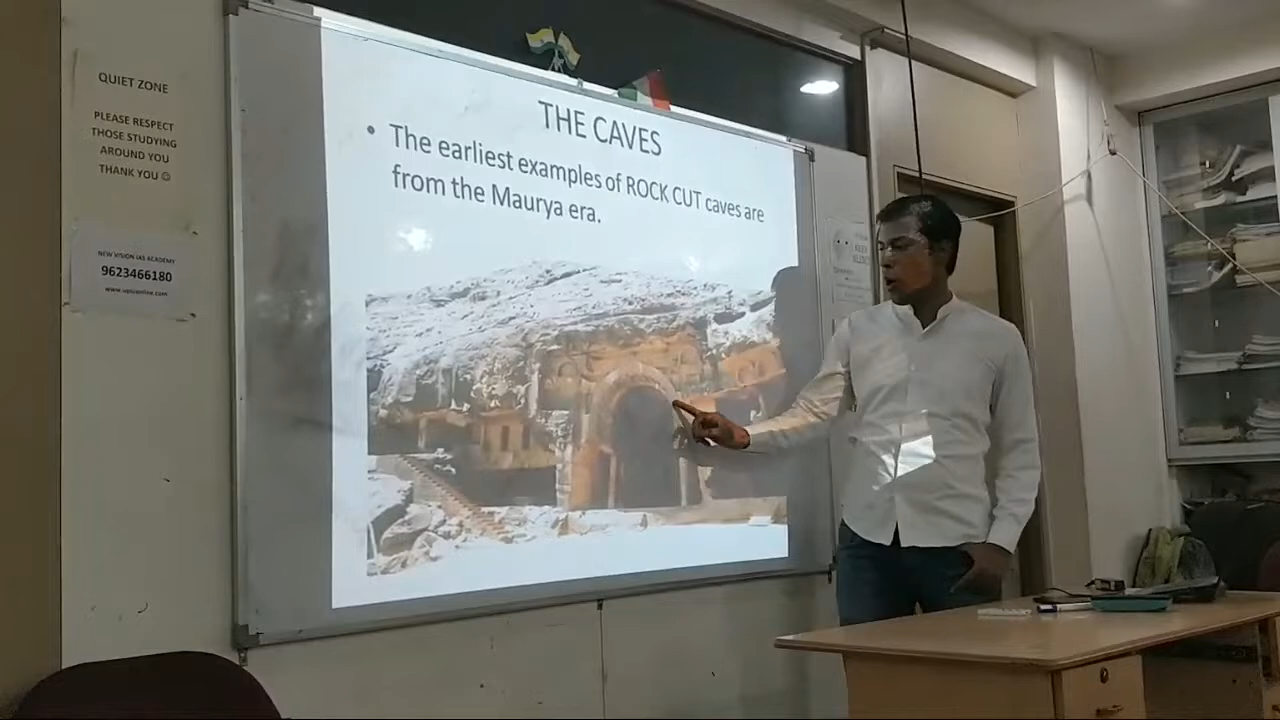 QUIET ZONE
PLEASE RESPECT
THOSE STUDYING
AROUND YOU
THANK YOU ☺
NEW VISION IAS ACADEMY
9623466180
www.upsconline.com
THE CAVES
• The earliest examples of ROCK CUT caves are
from the Maurya era.